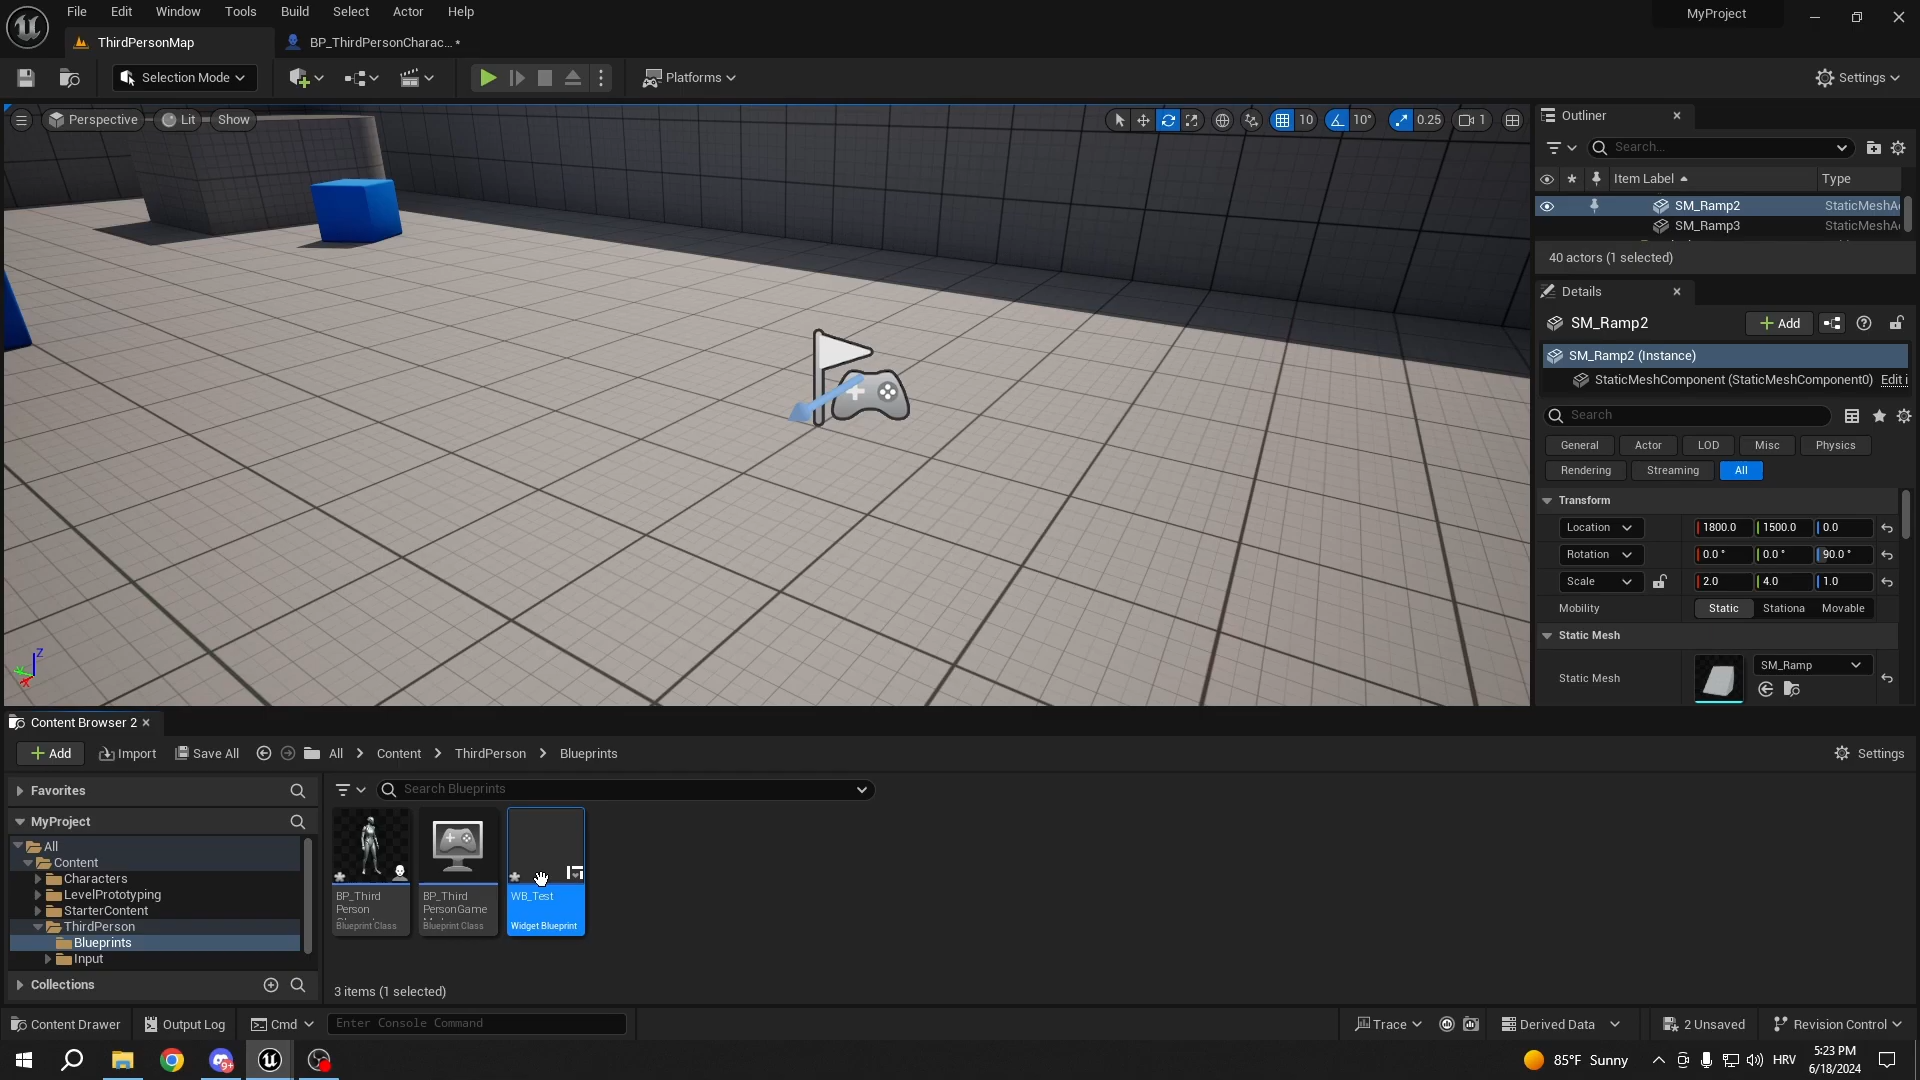 File Edit Window Tools Build Select Actor Help
MyProject
ThirdPersonMap
BP_ThirdPersonCharac... *
Selection Mode
Platforms
Settings
Perspective
Lit
Show
10
10°
0.25
1
Outliner
Search...
Item Label
Type
SM_Ramp2
StaticMeshA
SM_Ramp3
StaticMeshA
40 actors (1 selected)
Details
SM_Ramp2
Add
SM_Ramp2 (Instance)
StaticMeshComponent (StaticMeshComponent0)
Edit i
Search
General
Actor
LOD
Misc
Physics
Rendering
Streaming
All
Transform
Location
1800.0
1500.0
0.0
Rotation
0.0 °
0.0 °
90.0 °
Scale
2.0
4.0
1.0
Mobility
Static
Stationa
Movable
Static Mesh
Static Mesh
SM_Ramp
Z
Content Browser 2
Add
Import
Save All
All
Content
ThirdPerson
Blueprints
Settings
Favorites
Search Blueprints
MyProject
All
Content
Characters
LevelPrototyping
StarterContent
ThirdPerson
Blueprints
Input
Collections
BP_Third
Person
Blueprint Class
BP_Third
PersonGame
Blueprint Class
WB_Test
Widget Blueprint
3 items (1 selected)
Content Drawer
Output Log
Cmd
Enter Console Command
Trace
Derived Data
2 Unsaved
Revision Control
9+
85°F Sunny
HRV
5:23 PM
6/18/2024